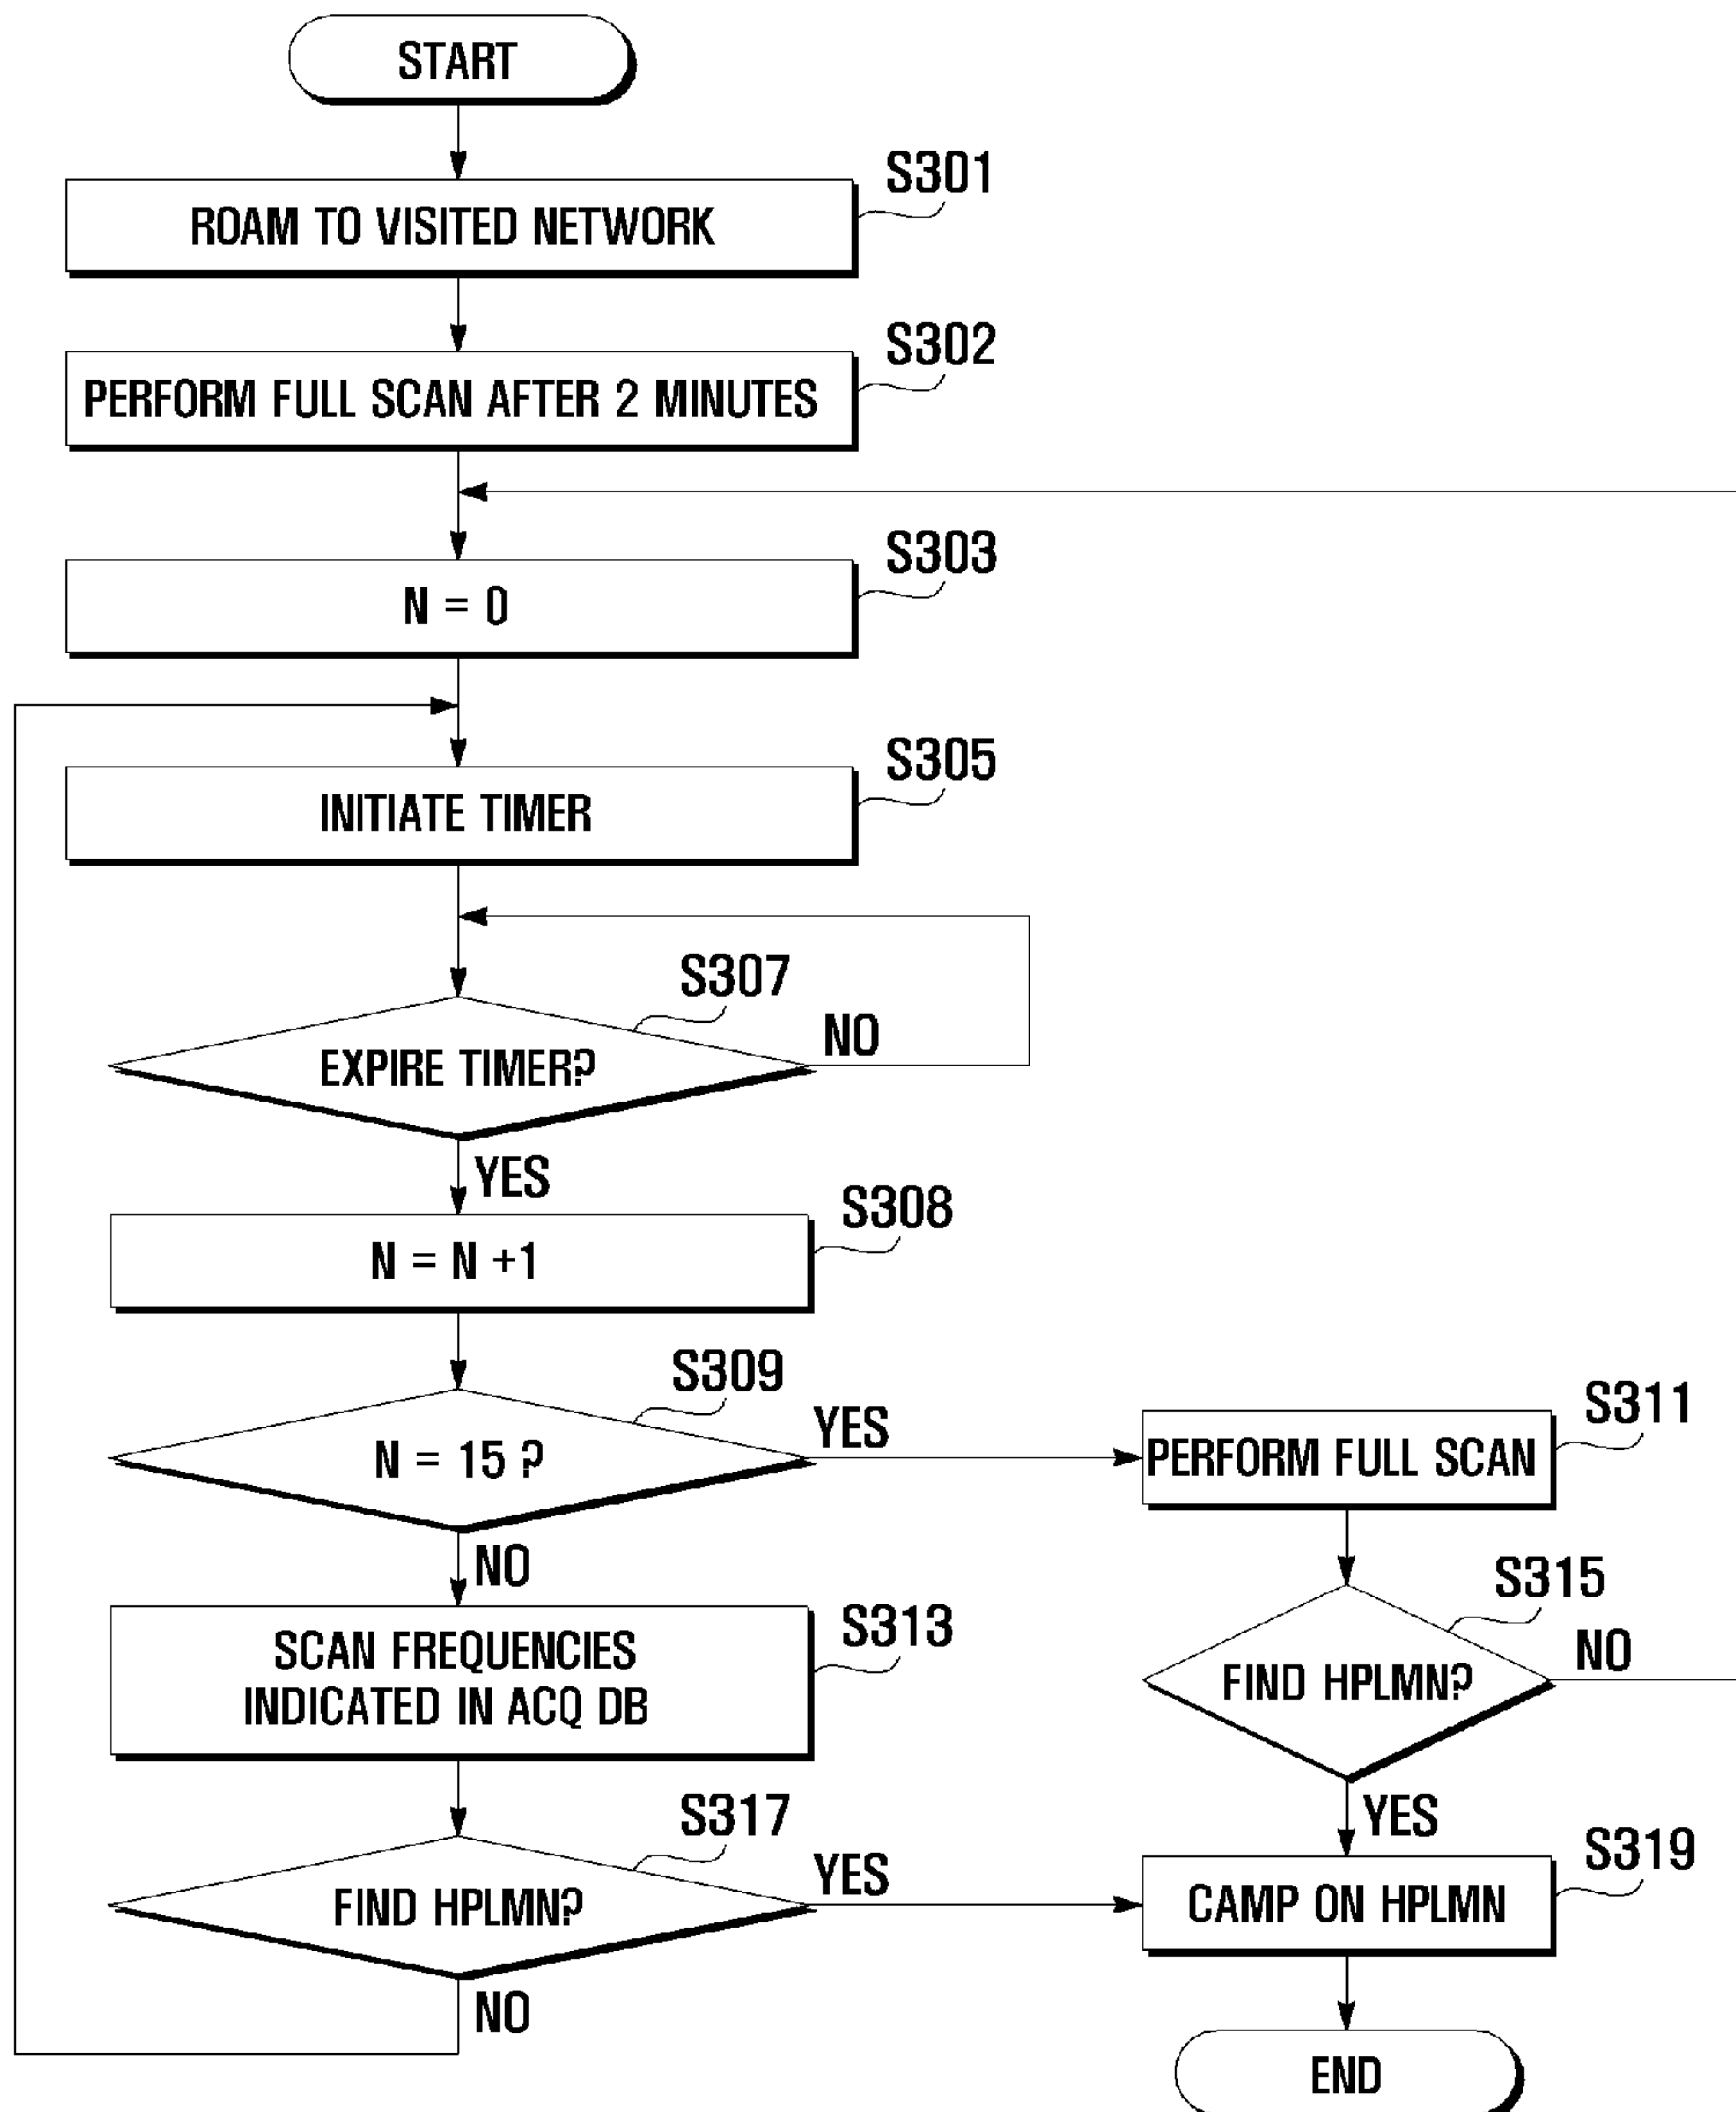 START
S301
ROAM TO VISITED NETWORK
S302
PERFORM FULL SCAN AFTER 2 MINUTES
S303
N = 0
S305
INITIATE TIMER
S307
EXPIRE TIMER?
NO
YES
S308
N = N +1
S309
N = 15 ?
YES
NO
S311
PERFORM FULL SCAN
S313
SCAN FREQUENCIES
INDICATED IN ACQ DB
S315
FIND HPLMN?
NO
YES
S317
FIND HPLMN?
YES
NO
S319
CAMP ON HPLMN
END